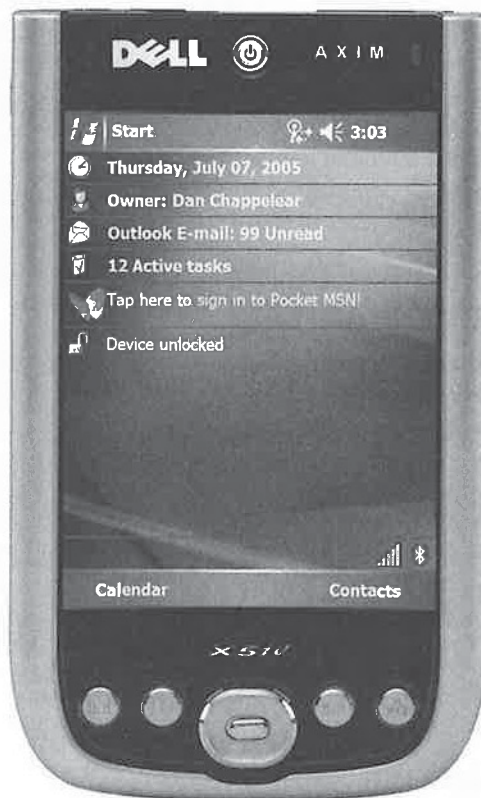 DELL AXIM
Start 3:03
Thursday, July 07, 2005
Owner: Dan Chappelear
Outlook E-mail: 99 Unread
12 Active tasks
Tap here to sign in to Pocket MSN!
Device unlocked
Calendar Contacts